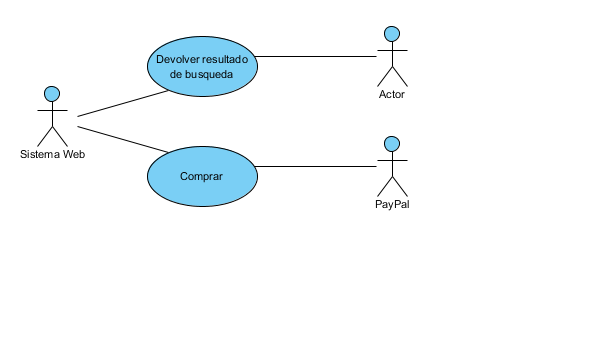 Devolver resultado
de busqueda
Actor
Sistema Web
Comprar
PayPal